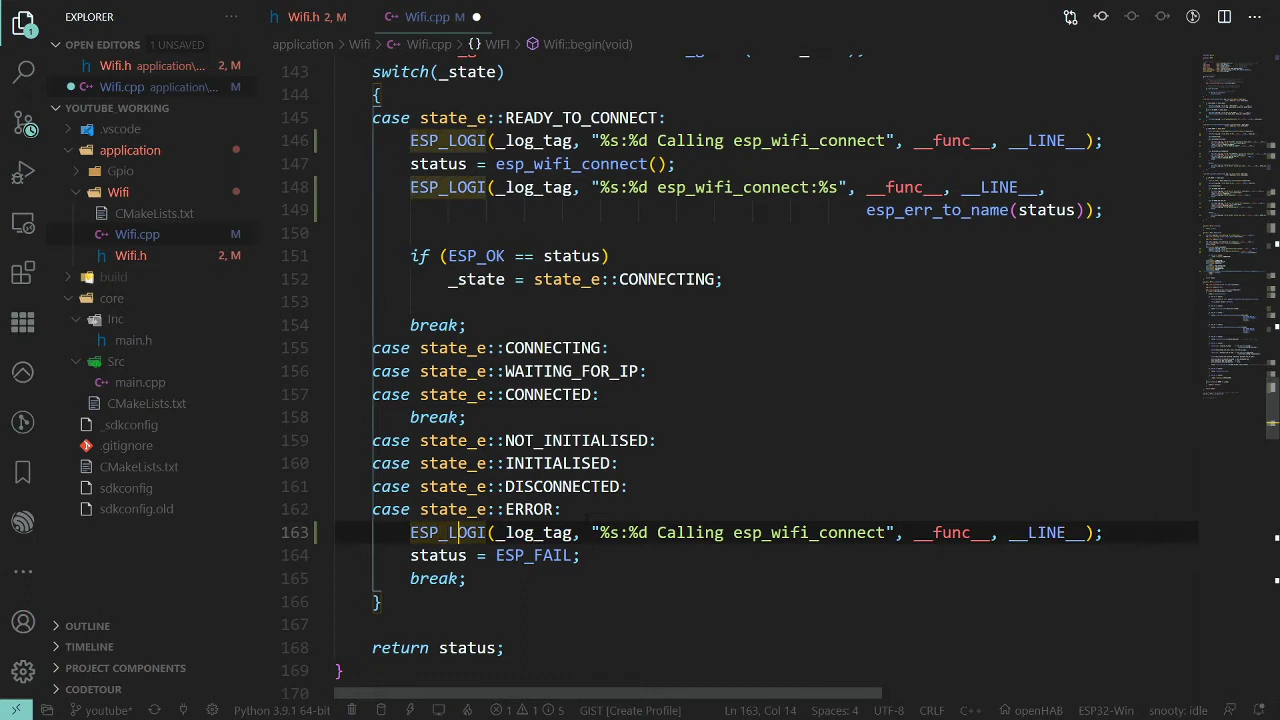 EXPLORER
OPEN EDITORS 1 UNSAVED
Wifi.h application\... 2, M
Wifi.cpp application\... M
YOUTUBE_WORKING
.vscode
application
Gpio
Wifi
CMakeLists.txt
Wifi.cpp M
Wifi.h 2, M
build
core
Inc
main.h
Src
main.cpp
CMakeLists.txt
_sdkconfig
.gitignore
CMakeLists.txt
sdkconfig
sdkconfig.old
OUTLINE
TIMELINE
PROJECT COMPONENTS
CODETOUR
Wifi.h 2, M
Wifi.cpp M
application > Wifi > Wifi.cpp > {} WIFI > Wifi::begin(void)
143 switch(_state)
144 {
145 case state_e::READY_TO_CONNECT:
146 ESP_LOGI(_log_tag, "%s:%d Calling esp_wifi_connect", __func__, __LINE__);
147 status = esp_wifi_connect();
148 ESP_LOGI(_log_tag, "%s:%d esp_wifi_connect:%s", __func__, __LINE__,
149 esp_err_to_name(status));
150
151 if (ESP_OK == status)
152 _state = state_e::CONNECTING;
153
154 break;
155 case state_e::CONNECTING:
156 case state_e::WAITING_FOR_IP:
157 case state_e::CONNECTED:
158 break;
159 case state_e::NOT_INITIALISED:
160 case state_e::INITIALISED:
161 case state_e::DISCONNECTED:
162 case state_e::ERROR:
163 ESP_LOGI(_log_tag, "%s:%d Calling esp_wifi_connect", __func__, __LINE__);
164 status = ESP_FAIL;
165 break;
166 }
167
168 return status;
169 }
170
youtube* Python 3.9.1 64-bit 1 1 5 GIST [Create Profile] Ln 163, Col 14 Spaces: 4 UTF-8 CRLF C++ openHAB ESP32-Win snooty: idle